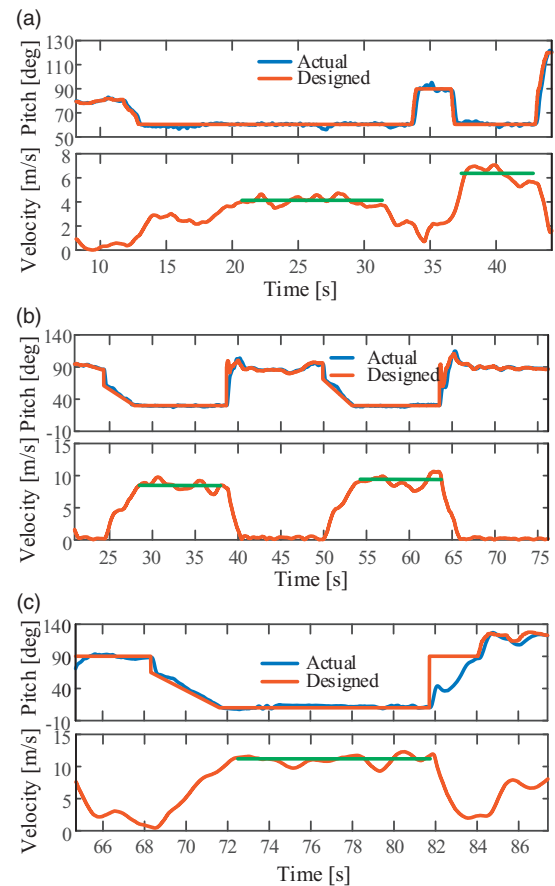 (a)
Pitch [deg]
130
90
50
Actual
Designed
Velocity [m/s]
8
6
4
2
0
10 15 20 25 30 35 40
Time [s]
(b)
Pitch [deg]
140
90
40
-10
Actual
Designed
Velocity [m/s]
15
10
5
0
25 30 35 40 45 50 55 60 65 70 75
Time [s]
(c)
Pitch [deg]
140
90
40
-10
Actual
Designed
Velocity [m/s]
15
10
5
0
66 68 70 72 74 76 78 80 82 84 86
Time [s]